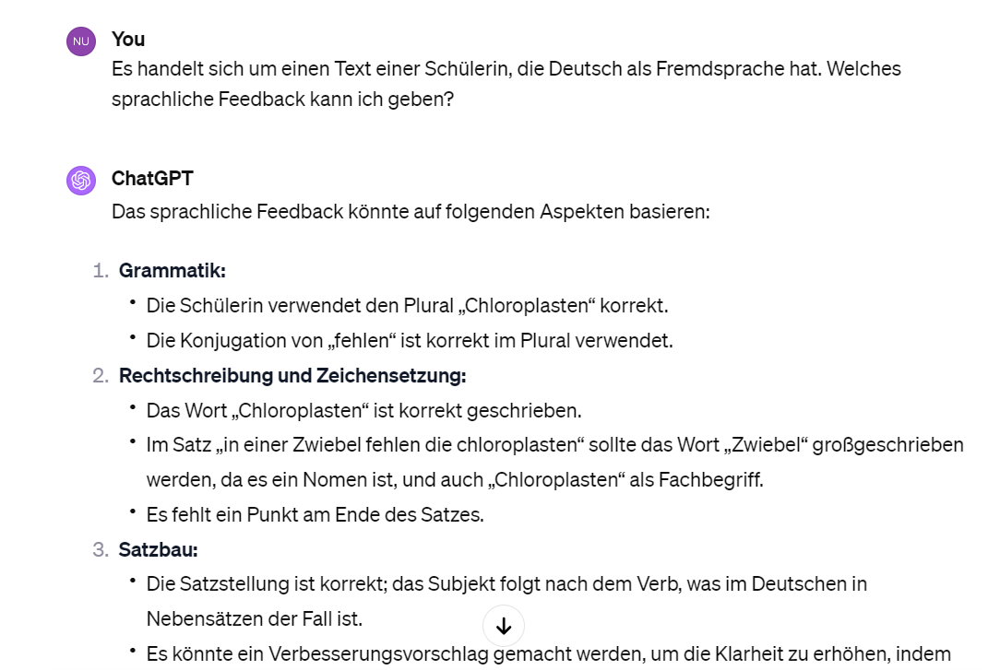 NU
You
Es handelt sich um einen Text einer Schülerin, die Deutsch als Fremdsprache hat. Welches
sprachliche Feedback kann ich geben?
ChatGPT
Das sprachliche Feedback könnte auf folgenden Aspekten basieren:
1. Grammatik:
• Die Schülerin verwendet den Plural „Chloroplasten“ korrekt.
• Die Konjugation von „fehlen“ ist korrekt im Plural verwendet.
2. Rechtschreibung und Zeichensetzung:
• Das Wort „Chloroplasten“ ist korrekt geschrieben.
• Im Satz „in einer Zwiebel fehlen die chloroplasten“ sollte das Wort „Zwiebel“ großgeschrieben
werden, da es ein Nomen ist, und auch „Chloroplasten“ als Fachbegriff.
• Es fehlt ein Punkt am Ende des Satzes.
3. Satzbau:
• Die Satzstellung ist korrekt; das Subjekt folgt nach dem Verb, was im Deutschen in
Nebensätzen der Fall ist.
• Es könnte ein Verbesserungsvorschlag gemacht werden, um die Klarheit zu erhöhen, indem